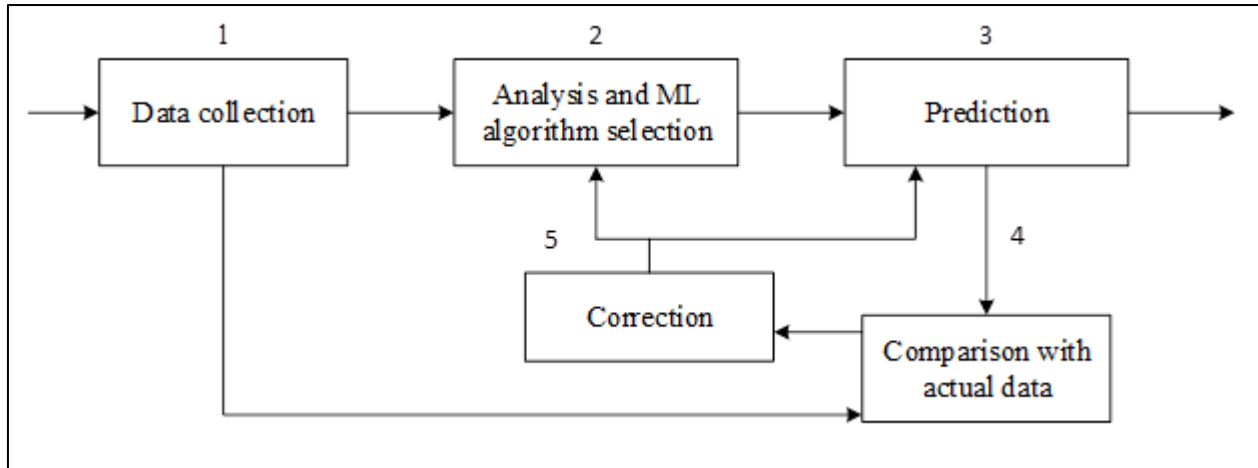 1
2
3
Data collection
Analysis and ML
algorithm selection
Prediction
5
4
Correction
Comparison with
actual data